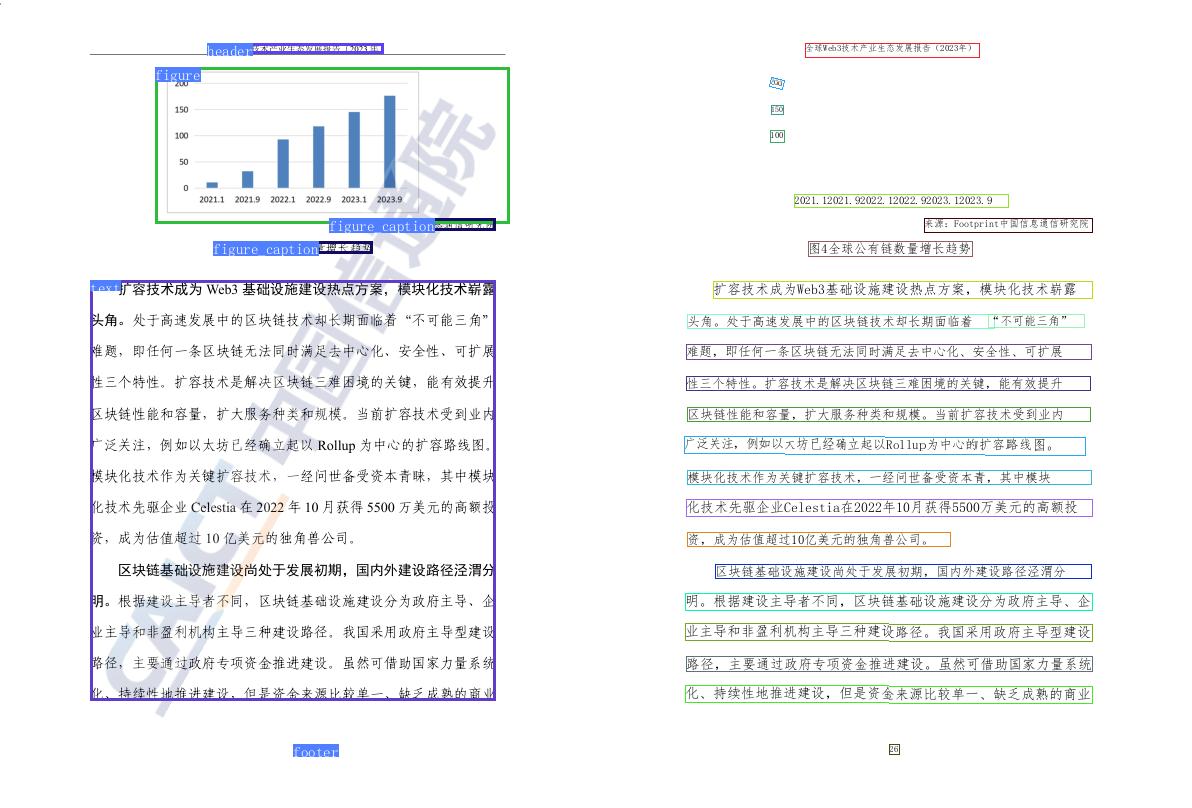 header
figure
200
150
100
50
0
2021.1 2021.9 2022.1 2022.9 2023.1 2023.9
figure_caption
figure_caption 增长趋势
text 扩容技术成为 Web3 基础设施建设热点方案，模块化技术崭露
头角。处于高速发展中的区块链技术却长期面临着“不可能三角”
难题，即任何一条区块链无法同时满足去中心化、安全性、可扩展
性三个特性。扩容技术是解决区块链三难困境的关键，能有效提升
区块链性能和容量，扩大服务种类和规模。当前扩容技术受到业内
广泛关注，例如以太坊已经确立起以 Rollup 为中心的扩容路线图。
模块化技术作为关键扩容技术，一经问世备受资本青睐，其中模块
化技术先驱企业 Celestia 在 2022 年 10 月获得 5500 万美元的高额投
资，成为估值超过 10 亿美元的独角兽公司。
区块链基础设施建设尚处于发展初期，国内外建设路径泾渭分
明。根据建设主导者不同，区块链基础设施建设分为政府主导、企
业主导和非盈利机构主导三种建设路径。我国采用政府主导型建设
路径，主要通过政府专项资金推进建设。虽然可借助国家力量系统
化、持续性地推进建设，但是资金来源比较单一、缺乏成熟的商业
footer
CAICT 中国信通院
全球Web3技术产业生态发展报告（2023年）
200
150
100
2021.12021.92022.12022.92023.12023.9
来源：Footprint中国信息通信研究院
图4全球公有链数量增长趋势
扩容技术成为Web3基础设施建设热点方案，模块化技术崭露
头角。处于高速发展中的区块链技术却长期面临着 “不可能三角”
难题，即任何一条区块链无法同时满足去中心化、安全性、可扩展
性三个特性。扩容技术是解决区块链三难困境的关键，能有效提升
区块链性能和容量，扩大服务种类和规模。当前扩容技术受到业内
广泛关注，例如以太坊已经确立起以Rollup为中心的扩容路线图。
模块化技术作为关键扩容技术，一经问世备受资本青，其中模块
化技术先驱企业Celestia在2022年10月获得5500万美元的高额投
资，成为估值超过10亿美元的独角兽公司。
区块链基础设施建设尚处于发展初期，国内外建设路径泾渭分
明。根据建设主导者不同，区块链基础设施建设分为政府主导、企
业主导和非盈利机构主导三种建设路径。我国采用政府主导型建设
路径，主要通过政府专项资金推进建设。虽然可借助国家力量系统
化、持续性地推进建设，但是资金来源比较单一、缺乏成熟的商业
26